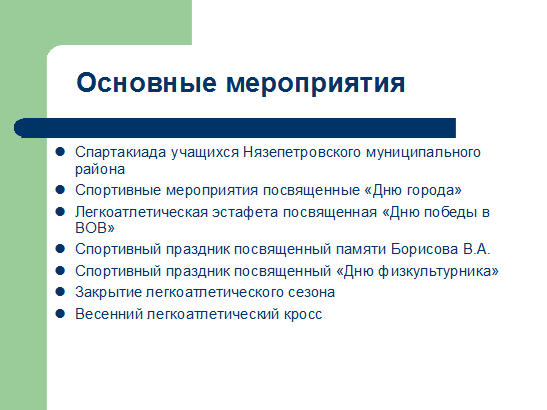 Основные мероприятия
Спартакиада учащихся Нязепетровского муниципального
района
Спортивные мероприятия посвященные «Дню города»
Легкоатлетическая эстафета посвященная «Дню победы в
ВОВ»
Спортивный праздник посвященный памяти Борисова В.А.
Спортивный праздник посвященный «Дню физкультурника»
Закрытие легкоатлетического сезона
Весенний легкоатлетический кросс